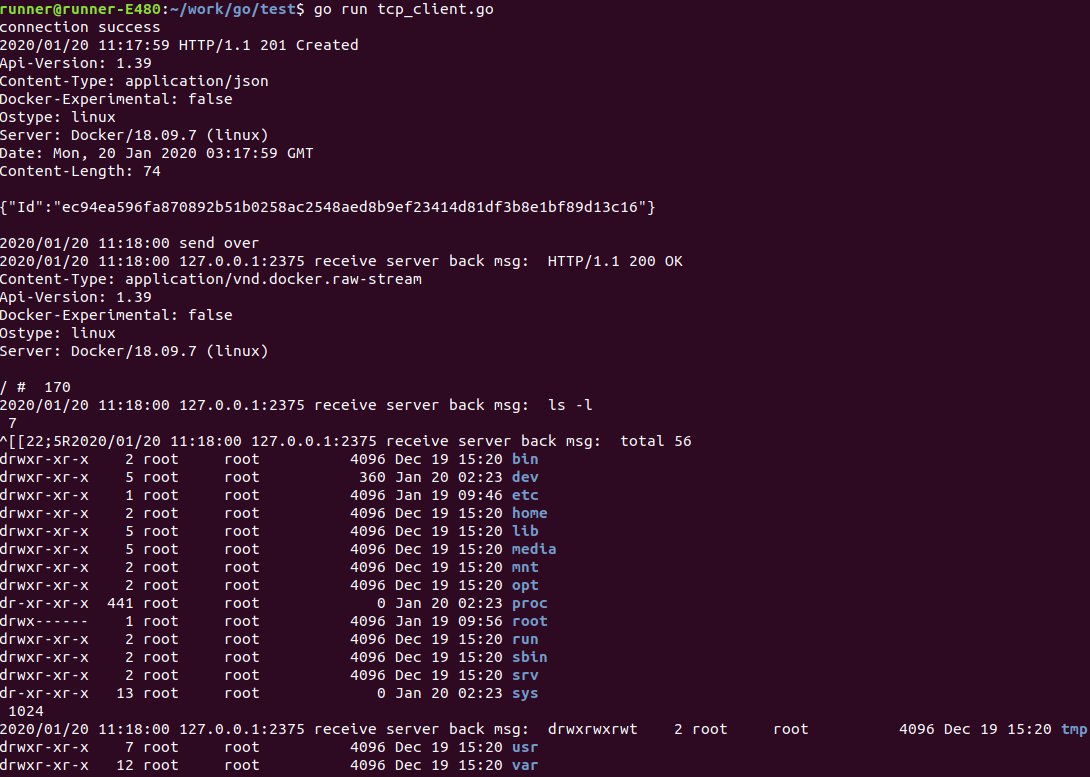 runner@runner-E480:~/work/go/test$ go run tcp_client.go
connection success
2020/01/20 11:17:59 HTTP/1.1 201 Created
Api-Version: 1.39
Content-Type: application/json
Docker-Experimental: false
Ostype: linux
Server: Docker/18.09.7 (linux)
Date: Mon, 20 Jan 2020 03:17:59 GMT
Content-Length: 74

{"Id":"ec94ea596fa870892b51b0258ac2548aed8b9ef23414d81df3b8e1bf89d13c16"}

2020/01/20 11:18:00 send over
2020/01/20 11:18:00 127.0.0.1:2375 receive server back msg:  HTTP/1.1 200 OK
Content-Type: application/vnd.docker.raw-stream
Api-Version: 1.39
Docker-Experimental: false
Ostype: linux
Server: Docker/18.09.7 (linux)

/ #  170
2020/01/20 11:18:00 127.0.0.1:2375 receive server back msg:  ls -l
 7
^[[22;5R2020/01/20 11:18:00 127.0.0.1:2375 receive server back msg:  total 56
drwxr-xr-x    2 root     root          4096 Dec 19 15:20 bin
drwxr-xr-x    5 root     root           360 Jan 20 02:23 dev
drwxr-xr-x    1 root     root          4096 Jan 19 09:46 etc
drwxr-xr-x    2 root     root          4096 Dec 19 15:20 home
drwxr-xr-x    5 root     root          4096 Dec 19 15:20 lib
drwxr-xr-x    5 root     root          4096 Dec 19 15:20 media
drwxr-xr-x    2 root     root          4096 Dec 19 15:20 mnt
drwxr-xr-x    2 root     root          4096 Dec 19 15:20 opt
dr-xr-xr-x  441 root     root             0 Jan 20 02:23 proc
drwx------    1 root     root          4096 Jan 19 09:56 root
drwxr-xr-x    2 root     root          4096 Dec 19 15:20 run
drwxr-xr-x    2 root     root          4096 Dec 19 15:20 sbin
drwxr-xr-x    2 root     root          4096 Dec 19 15:20 srv
dr-xr-xr-x   13 root     root             0 Jan 20 02:23 sys
 1024
2020/01/20 11:18:00 127.0.0.1:2375 receive server back msg:  drwxrwxrwt    2 root     root          4096 Dec 19 15:20 tmp
drwxr-xr-x    7 root     root          4096 Dec 19 15:20 usr
drwxr-xr-x   12 root     root          4096 Dec 19 15:20 var